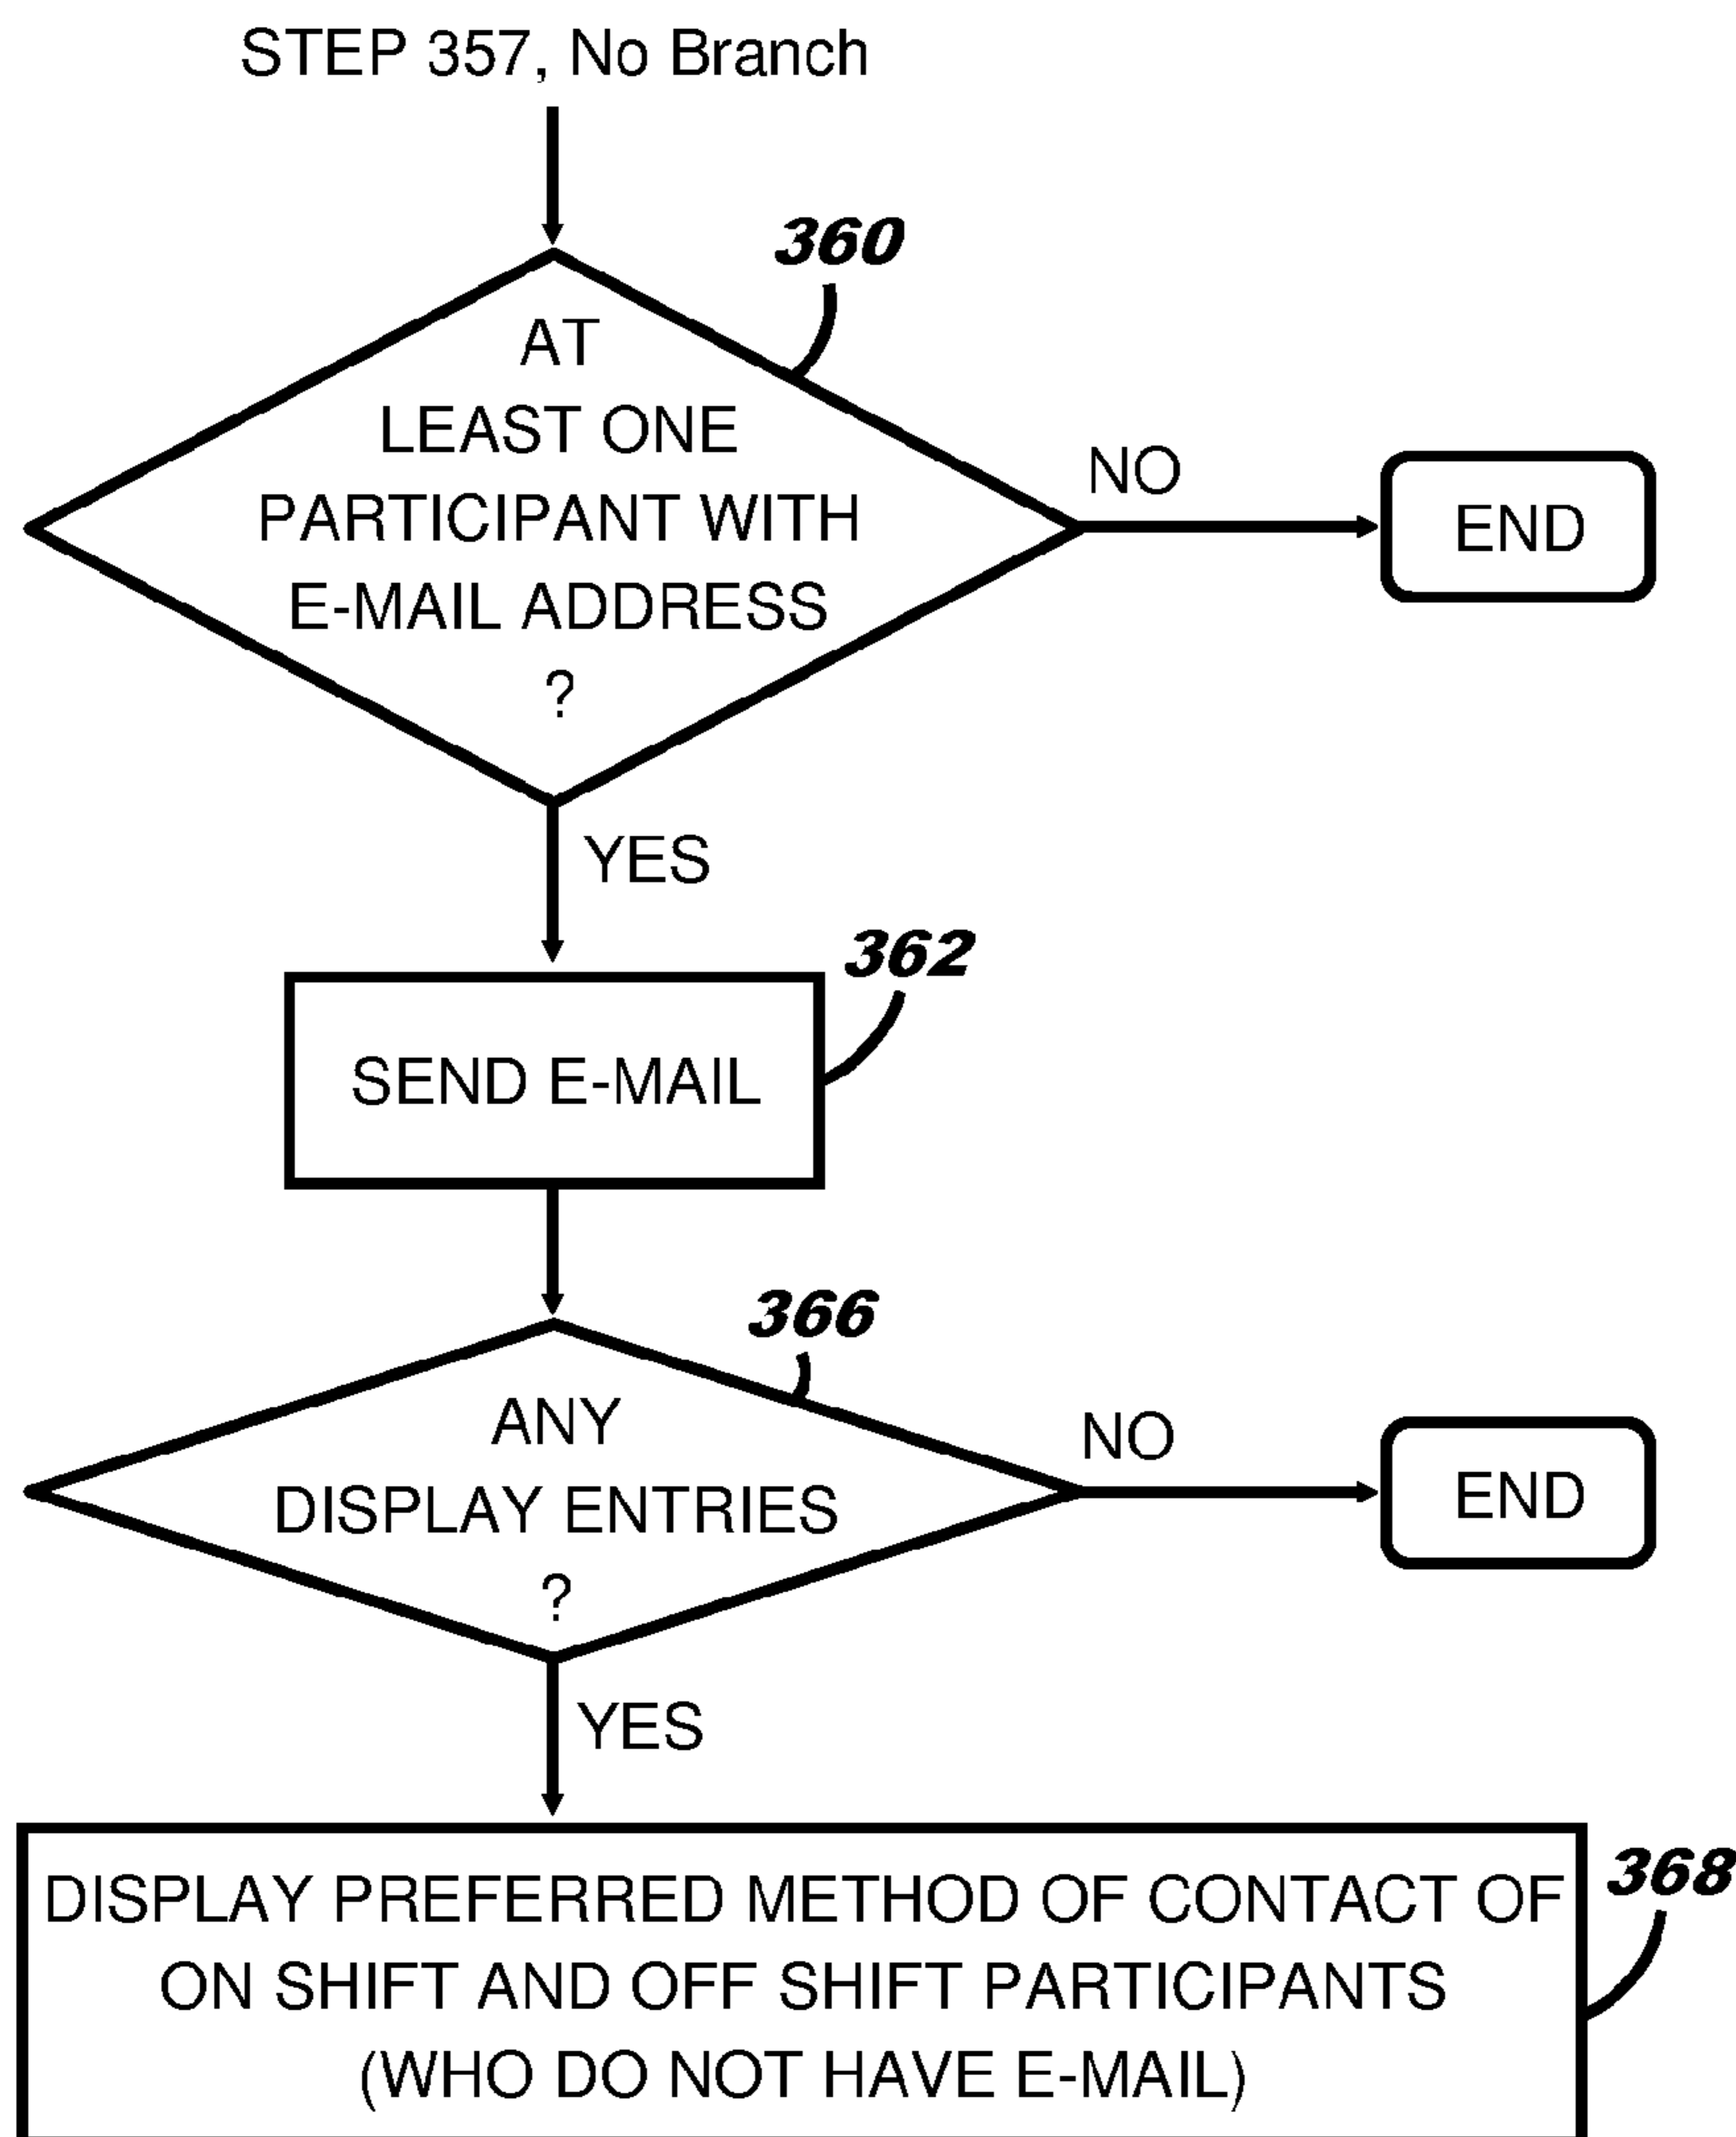 STEP 357, No Branch
360
AT
LEAST ONE
PARTICIPANT WITH
E-MAIL ADDRESS
?
NO
END
YES
362
SEND E-MAIL
366
ANY
DISPLAY ENTRIES
?
NO
END
YES
368
DISPLAY PREFERRED METHOD OF CONTACT OF
ON SHIFT AND OFF SHIFT PARTICIPANTS
(WHO DO NOT HAVE E-MAIL)